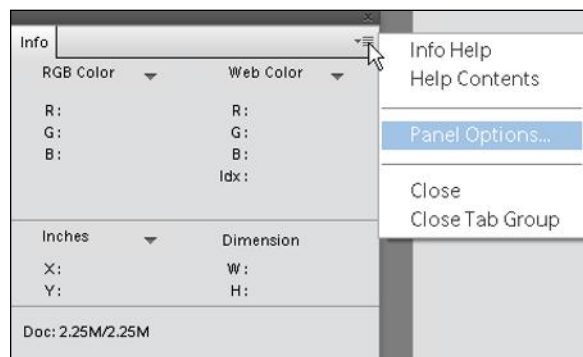 Info
RGB Color
R:
G:
B:
Web Color
R:
G:
B:
Idx:
Inches
X:
Y:
Dimension
W:
H:
Doc: 2.25M/2.25M
Info Help
Help Contents
Panel Options...
Close
Close Tab Group